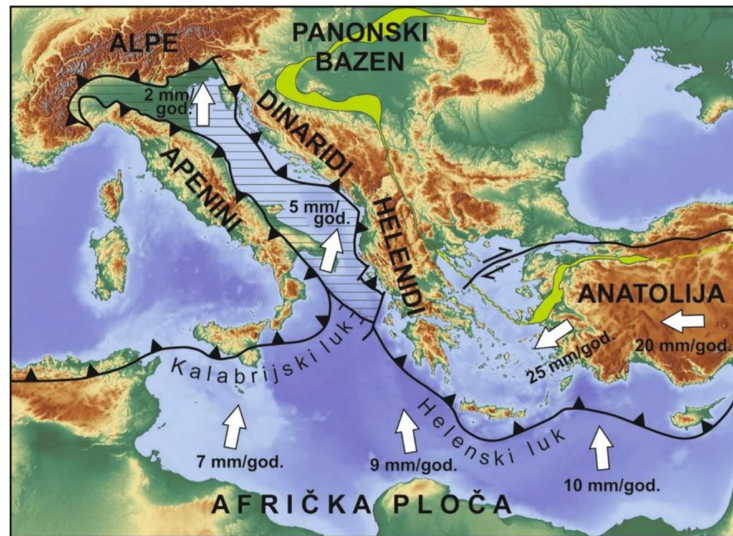 ALPE
PANONSKI
BAZEN
2 mm/
god.
DINARIDI
APENINI
5 mm/
god.
HELENIDI
ANATOLIJA
20 mm/god.
25 mm/god.
Kalabrijski luk
Helenski luk
7 mm/god.
9 mm/god.
10 mm/god.
AFRIČKA PLOČA